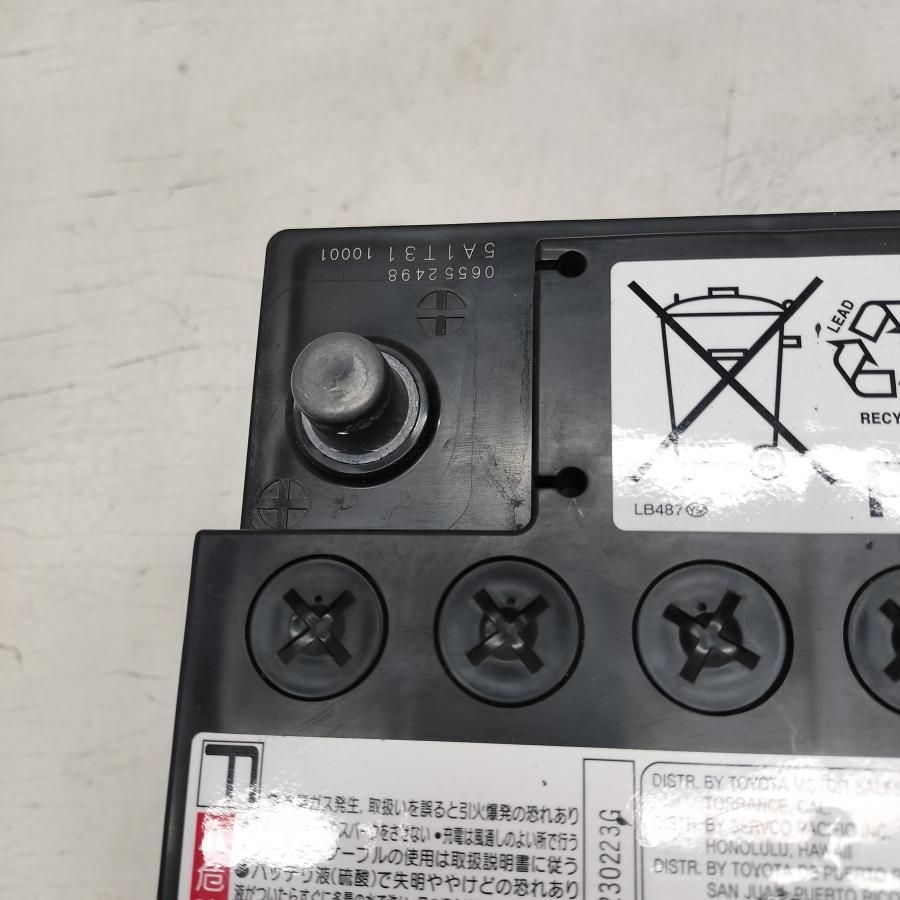 5A1T31 10001
0655 2498
LEAD
RECY
LB487
ガス発生, 取扱いを誤ると引火爆発の恐れあり
スパークをさせない ●充電は風通しのよい所で行う
ケーブルの使用は取扱説明書に従う
●バッテリ液(硫酸)で失明ややけどの恐れあり
危
30223G
DISTR. BY TOYOTA MOTOR SALES
TORRANCE, CAL
DISTR. BY SERVCO PACIFIC INC.
HONOLULU, HAWAII
DISTR. BY TOYOTA DE PUERTO R
SAN JUAN PUERTO RICO